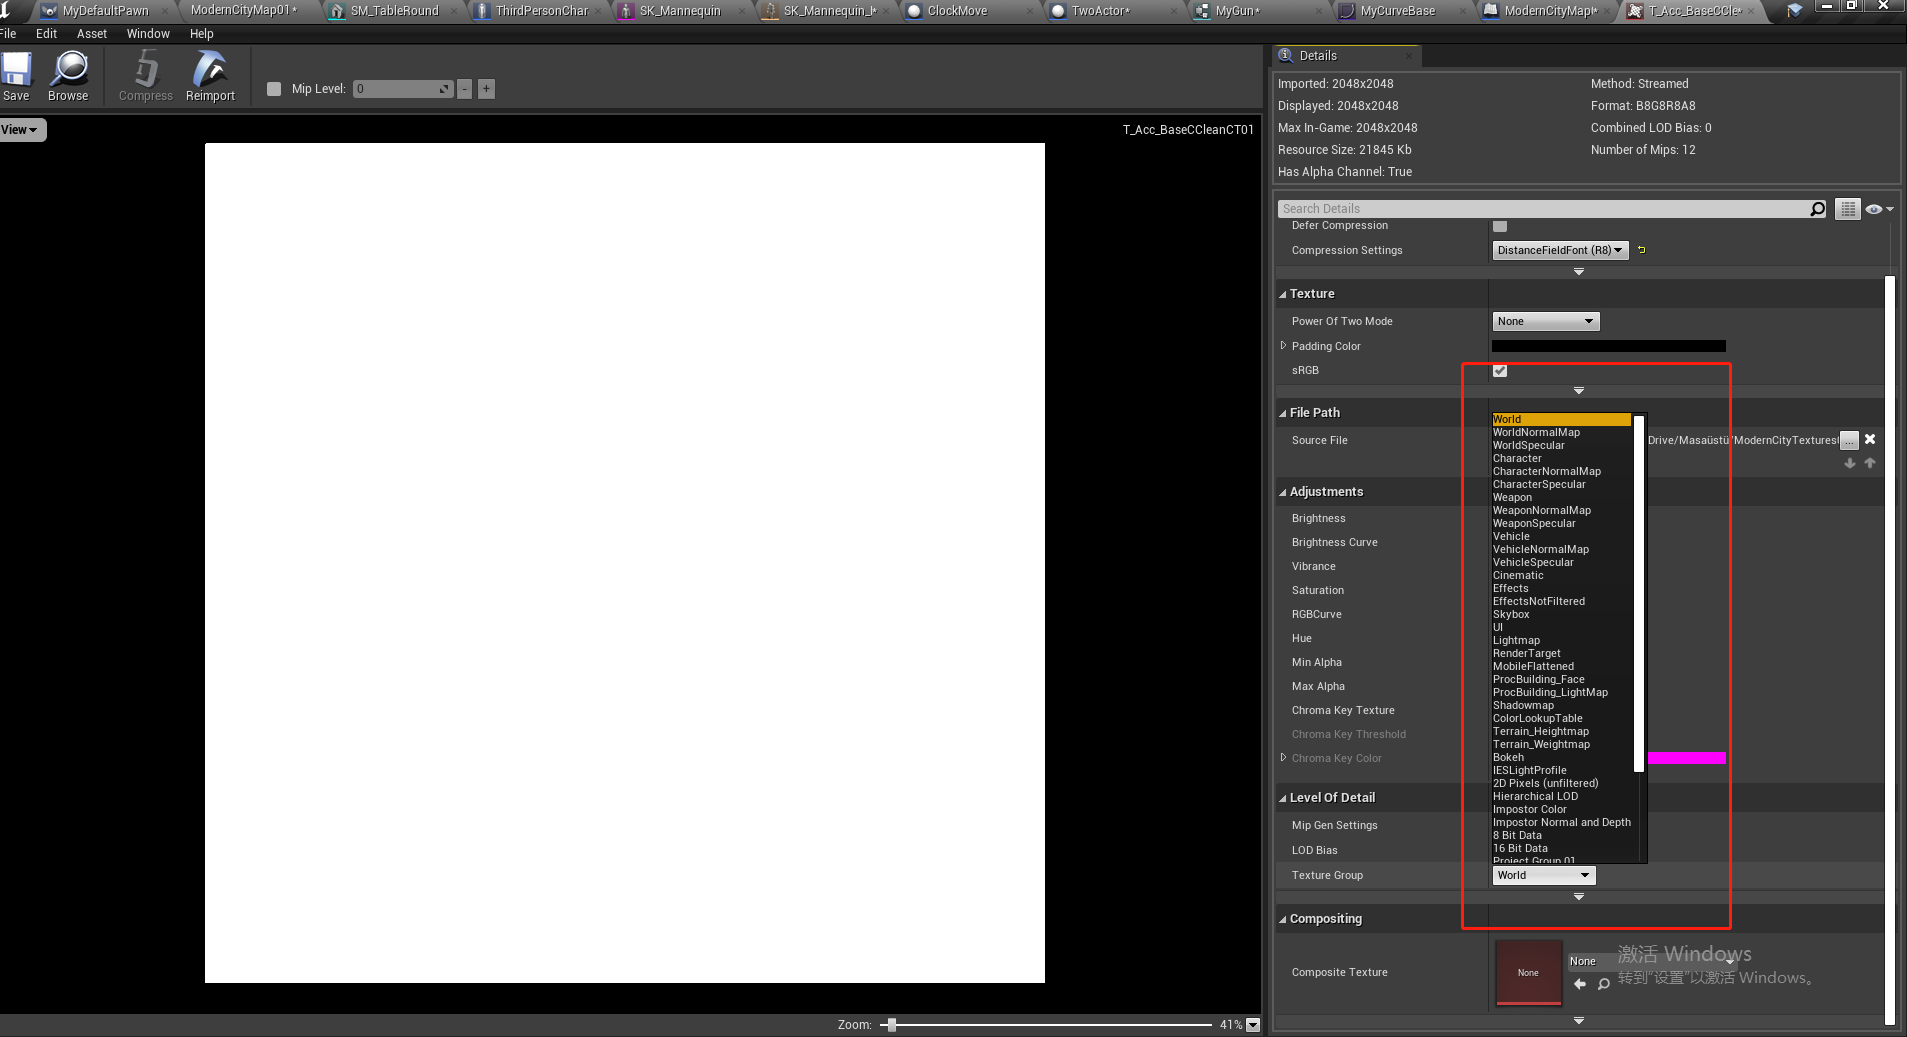 MyDefaultPawn
ModernCityMap01*
SM_TableRound
ThirdPersonChar
SK_Mannequin
SK_Mannequin_I*
ClockMove
TwoActor*
MyGun*
MyCurveBase
ModernCityMapI*
T_Acc_BaseCCle*
File Edit Asset Window Help
Save Browse Compress Reimport Mip Level: 0 - +
View
T_Acc_BaseCCleanCT01
Zoom: 41%
Details
Imported: 2048x2048 Method: Streamed
Displayed: 2048x2048 Format: B8G8R8A8
Max In-Game: 2048x2048 Combined LOD Bias: 0
Resource Size: 21845 Kb Number of Mips: 12
Has Alpha Channel: True
Search Details
Defer Compression
Compression Settings DistanceFieldFont (R8)
Texture
Power Of Two Mode None
Padding Color
sRGB
File Path
Source File Drive/Masaüstü/ModernCityTextures ...
Adjustments
Brightness
Brightness Curve
Vibrance
Saturation
RGBCurve
Hue
Min Alpha
Max Alpha
Chroma Key Texture
Chroma Key Threshold
Chroma Key Color
Level Of Detail
Mip Gen Settings
LOD Bias
Texture Group World
World
WorldNormalMap
WorldSpecular
Character
CharacterNormalMap
CharacterSpecular
Weapon
WeaponNormalMap
WeaponSpecular
Vehicle
VehicleNormalMap
VehicleSpecular
Cinematic
Effects
EffectsNotFiltered
Skybox
UI
Lightmap
RenderTarget
MobileFlattened
ProcBuilding_Face
ProcBuilding_LightMap
Shadowmap
ColorLookupTable
Terrain_Heightmap
Terrain_Weightmap
Bokeh
IESLightProfile
2D Pixels (unfiltered)
Hierarchical LOD
Impostor Color
Impostor Normal and Depth
8 Bit Data
16 Bit Data
Project Group 01
Compositing
Composite Texture None None
激活 Windows
转到"设置"以激活 Windows。